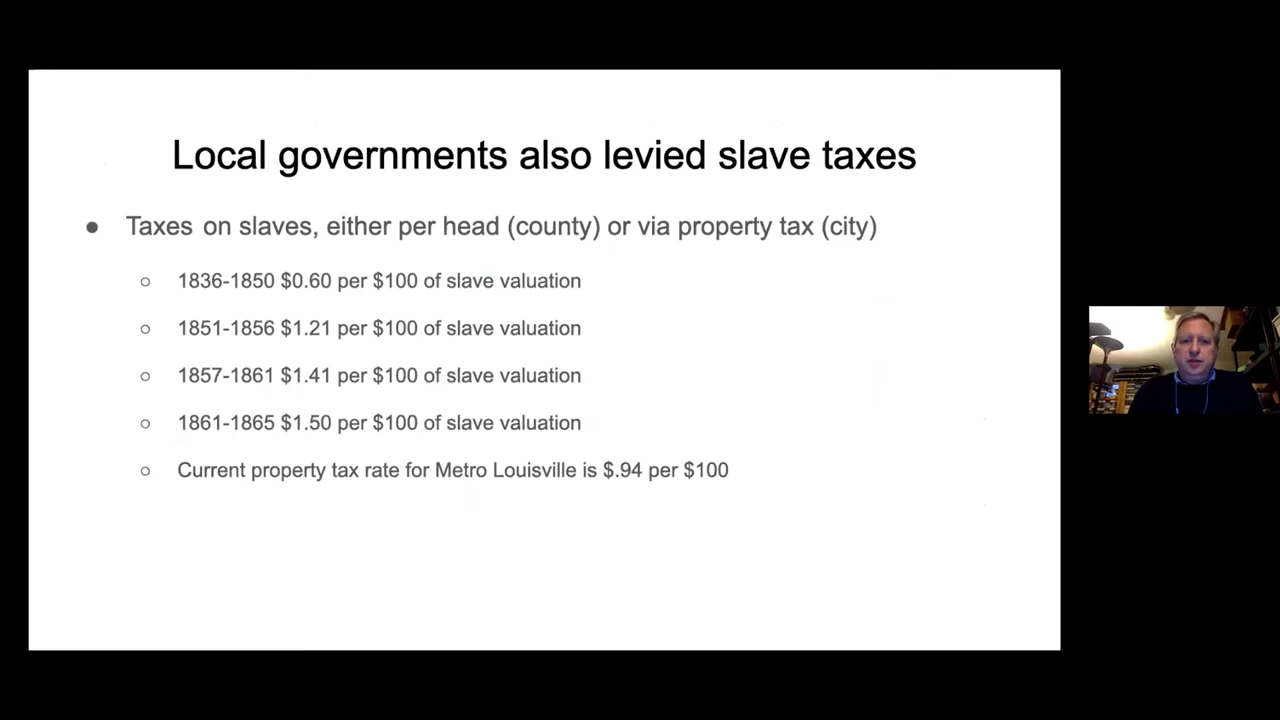 Local governments also levied slave taxes
● Taxes on slaves, either per head (county) or via property tax (city)
○ 1836-1850 $0.60 per $100 of slave valuation
○ 1851-1856 $1.21 per $100 of slave valuation
○ 1857-1861 $1.41 per $100 of slave valuation
○ 1861-1865 $1.50 per $100 of slave valuation
○ Current property tax rate for Metro Louisville is $.94 per $100